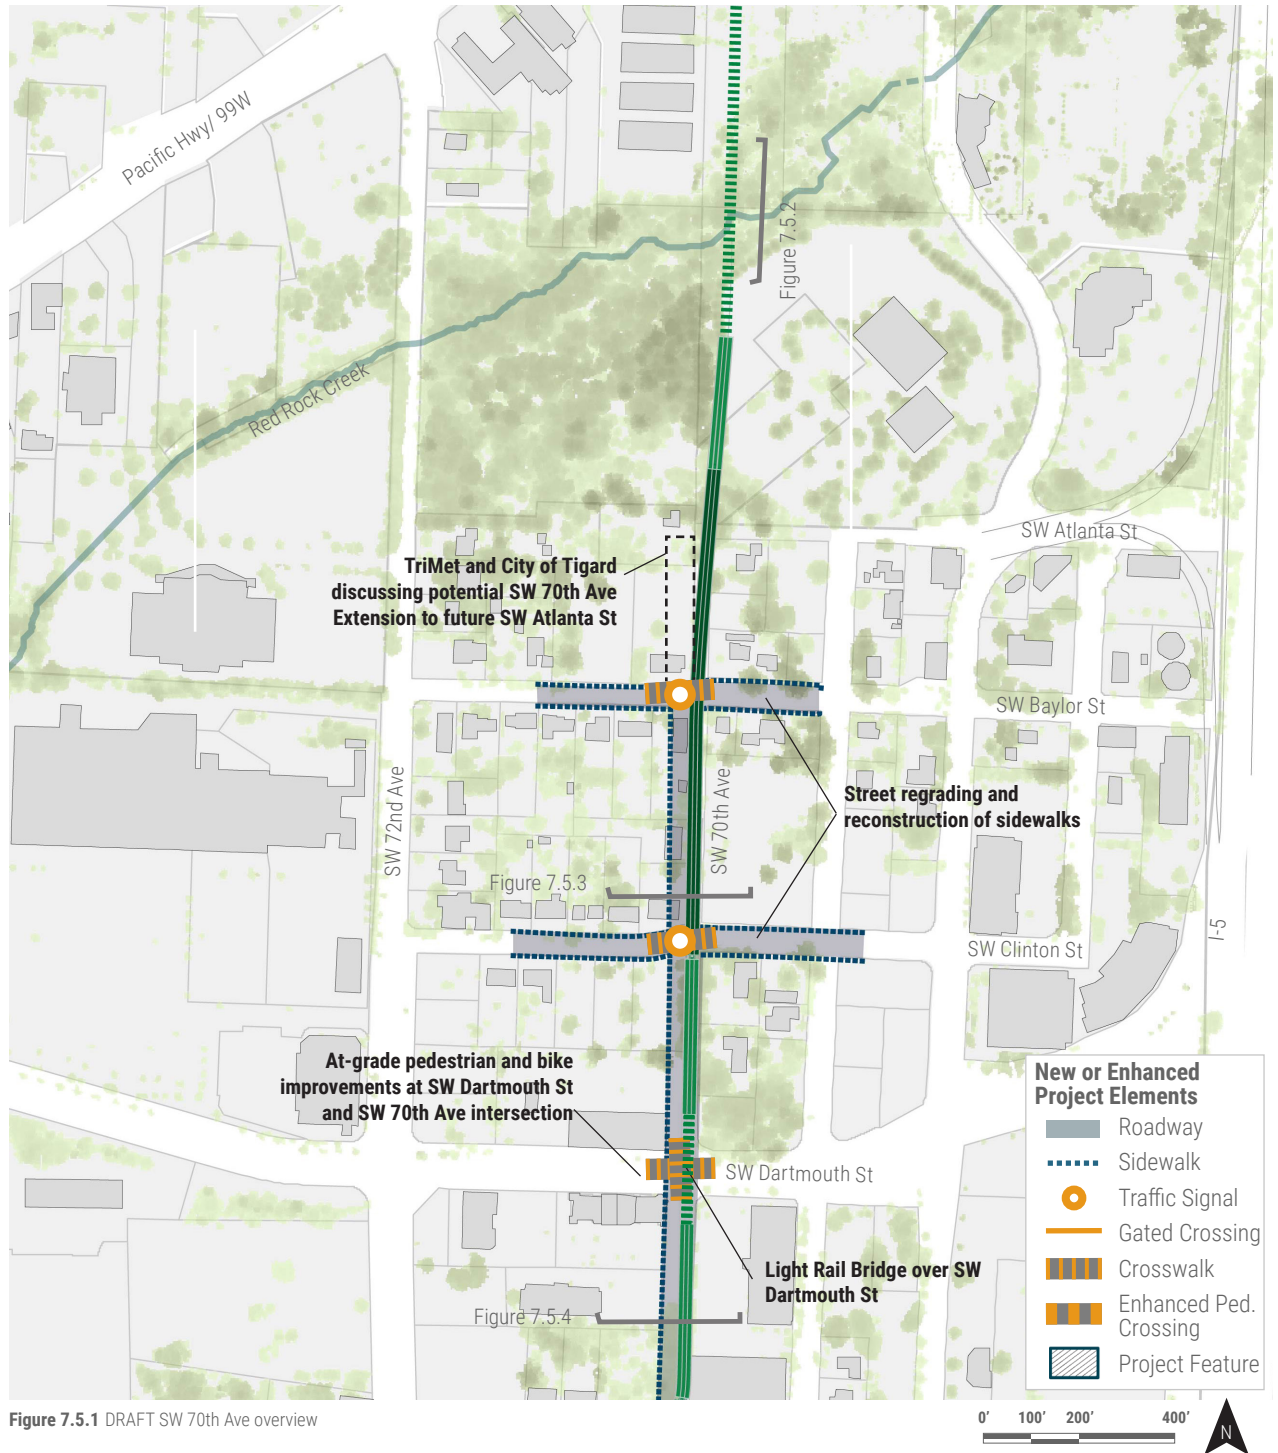 Pacific Hwy/ 99W
Figure 7.5.2
Red Rock Creek
SW Atlanta St
TriMet and City of Tigard
discussing potential SW 70th Ave
Extension to future SW Atlanta St
SW Baylor St
SW 72nd Ave
SW 70th Ave
Street regrading and
reconstruction of sidewalks
Figure 7.5.3
I-5
SW Clinton St
At-grade pedestrian and bike
improvements at SW Dartmouth St
and SW 70th Ave intersection
SW Dartmouth St
Light Rail Bridge over SW
Dartmouth St
Figure 7.5.4
New or Enhanced
Project Elements
Roadway
Sidewalk
Traffic Signal
Gated Crossing
Crosswalk
Enhanced Ped.
Crossing
Project Feature
Figure 7.5.1 DRAFT SW 70th Ave overview
0' 100' 200' 400'
N